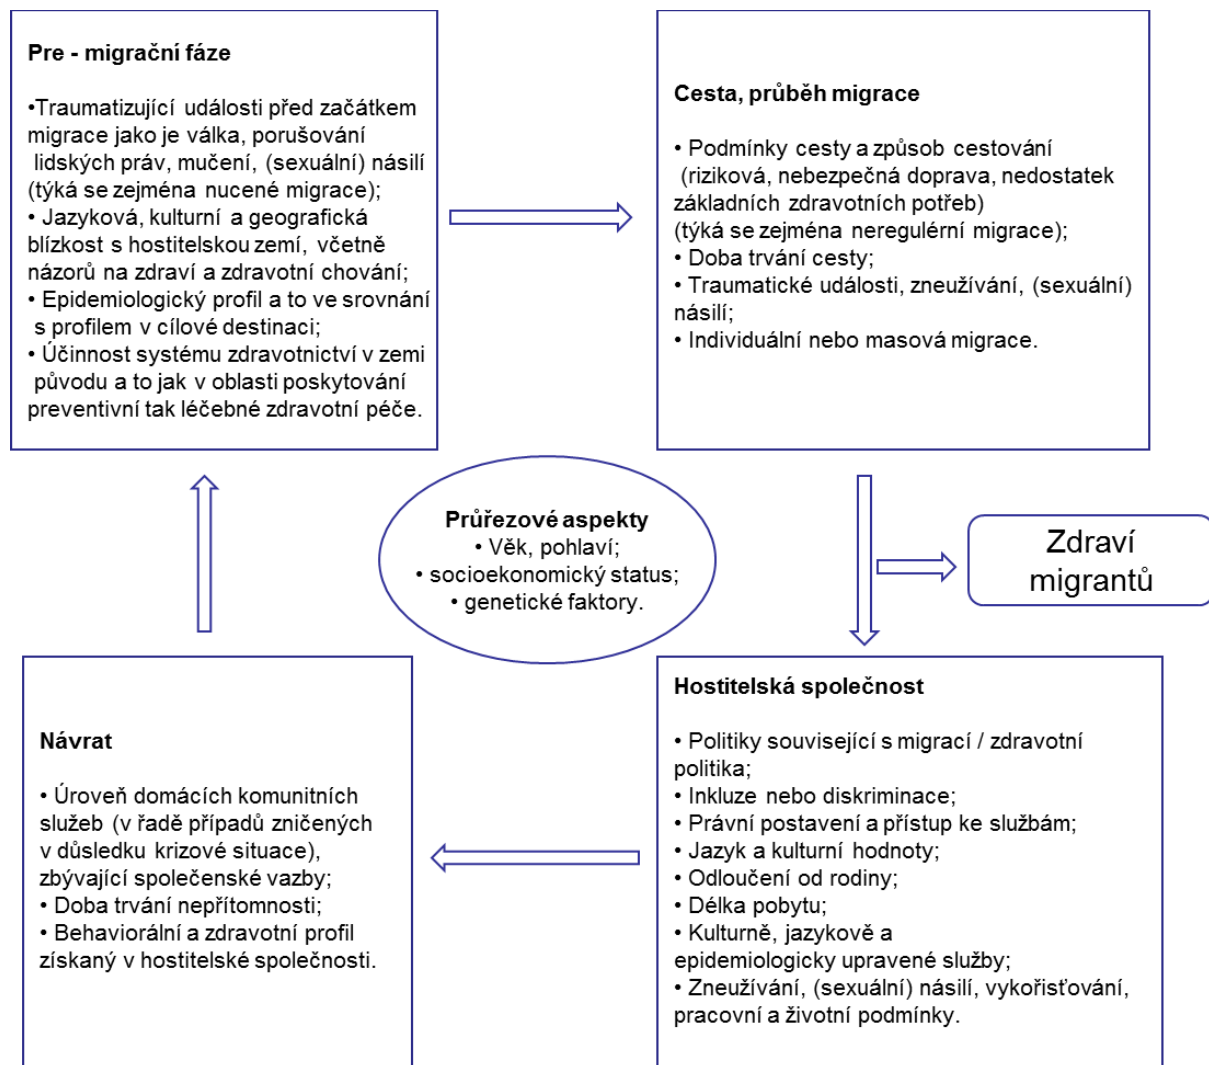 Pre - migrační fáze
•Traumatizující události před začátkem
migrace jako je válka, porušování
lidských práv, mučení, (sexuální) násilí
(týká se zejména nucené migrace);
• Jazyková, kulturní a geografická
blízkost s hostitelskou zemí, včetně
názorů na zdraví a zdravotní chování;
• Epidemiologický profil a to ve srovnání
s profilem v cílové destinaci;
• Účinnost systému zdravotnictví v zemi
původu a to jak v oblasti poskytování
preventivní tak léčebné zdravotní péče.
Cesta, průběh migrace
• Podmínky cesty a způsob cestování
(riziková, nebezpečná doprava, nedostatek
základních zdravotních potřeb)
(týká se zejména neregulérní migrace);
• Doba trvání cesty;
• Traumatické události, zneužívání, (sexuální)
násilí;
• Individuální nebo masová migrace.
Průřezové aspekty
• Věk, pohlaví;
• socioekonomický status;
• genetické faktory.
Zdraví
migrantů
Návrat
• Úroveň domácích komunitních
služeb (v řadě případů zničených
v důsledku krizové situace),
zbývající společenské vazby;
• Doba trvání nepřítomnosti;
• Behaviorální a zdravotní profil
získaný v hostitelské společnosti.
Hostitelská společnost
• Politiky související s migrací / zdravotní
politika;
• Inkluze nebo diskriminace;
• Právní postavení a přístup ke službám;
• Jazyk a kulturní hodnoty;
• Odloučení od rodiny;
• Délka pobytu;
• Kulturně, jazykově a
epidemiologicky upravené služby;
• Zneužívání, (sexuální) násilí, vykořisťování,
pracovní a životní podmínky.